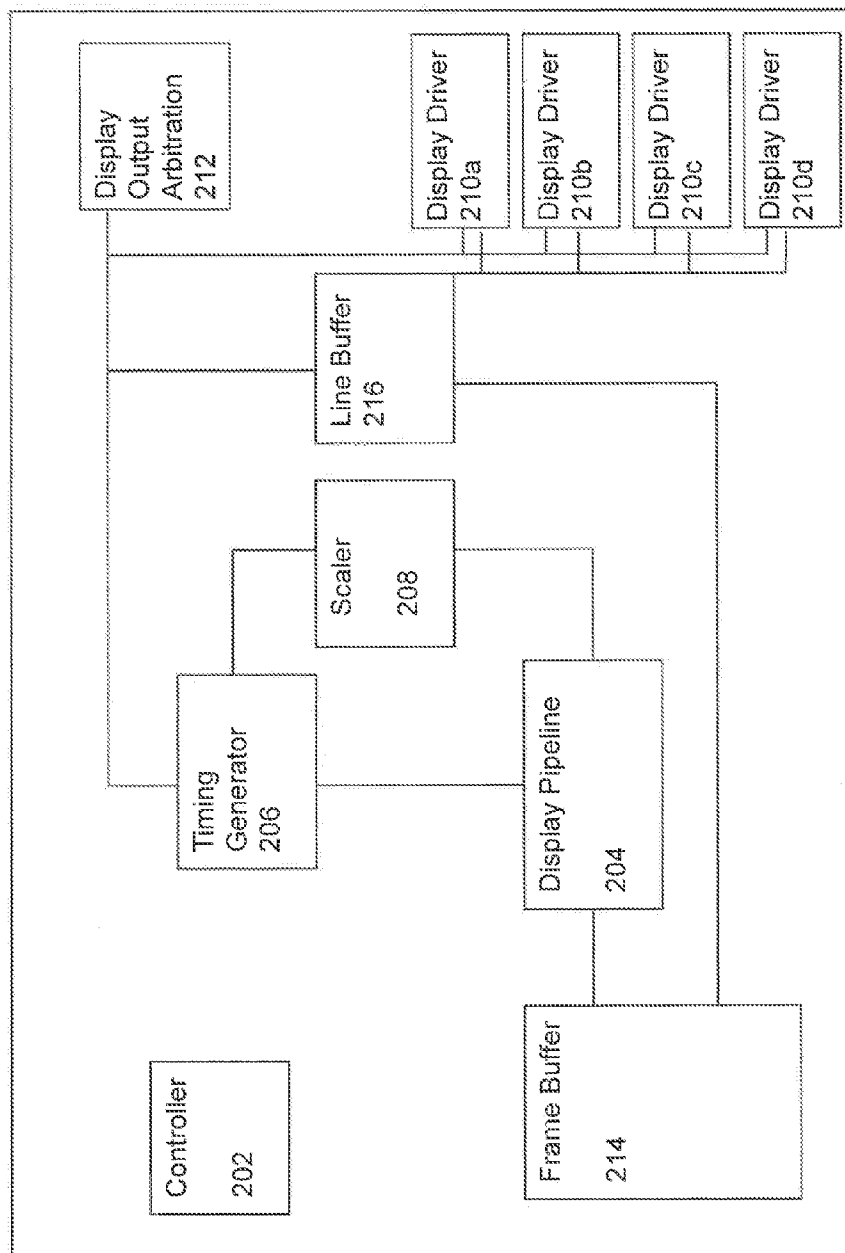 Controller
202
Frame Buffer
214
Timing
Generator
206
Display Pipeline
204
Scaler
208
Line Buffer
216
Display
Output
Arbitration
212
Display Driver
210a
Display Driver
210b
Display Driver
210c
Display Driver
210d